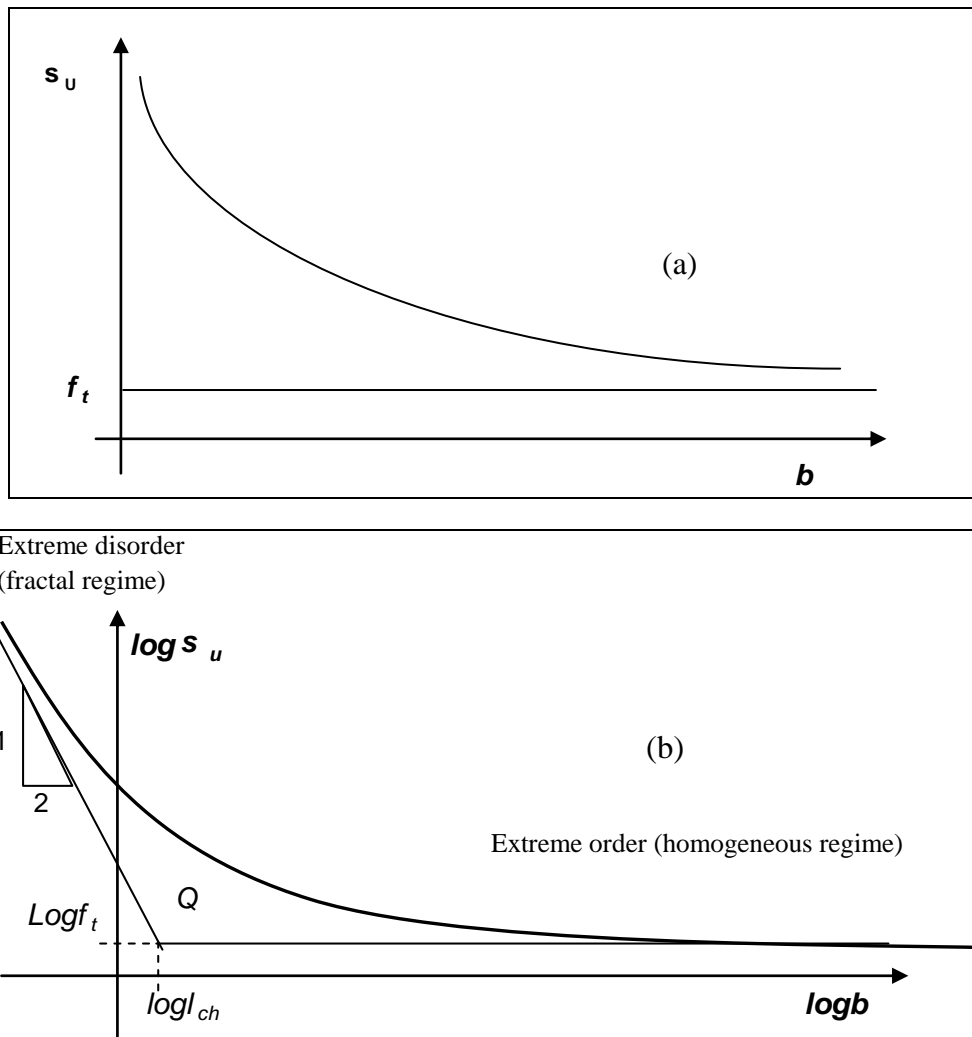 s U
(a)
f t
b
Extreme disorder
(fractal regime)
log s u
1
2
(b)
Extreme order (homogeneous regime)
Q
Logf t
logl ch
logb